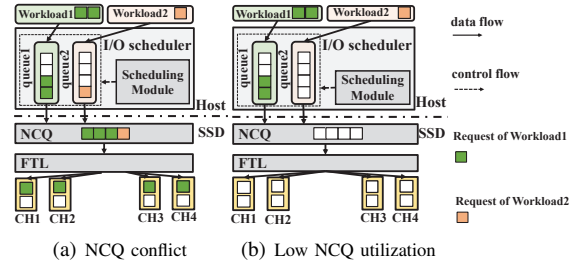 Workload1
Workload2
queue1
queue2
I/O scheduler
Scheduling
Module
Host
NCQ
SSD
FTL
CH1
CH2
CH3
CH4
(a) NCQ conflict
Workload1
Workload2
queue1
queue2
I/O scheduler
Scheduling
Module
Host
NCQ
SSD
FTL
CH1
CH2
CH3
CH4
(b) Low NCQ utilization
data flow
control flow
Request of Workload1
Request of Workload2